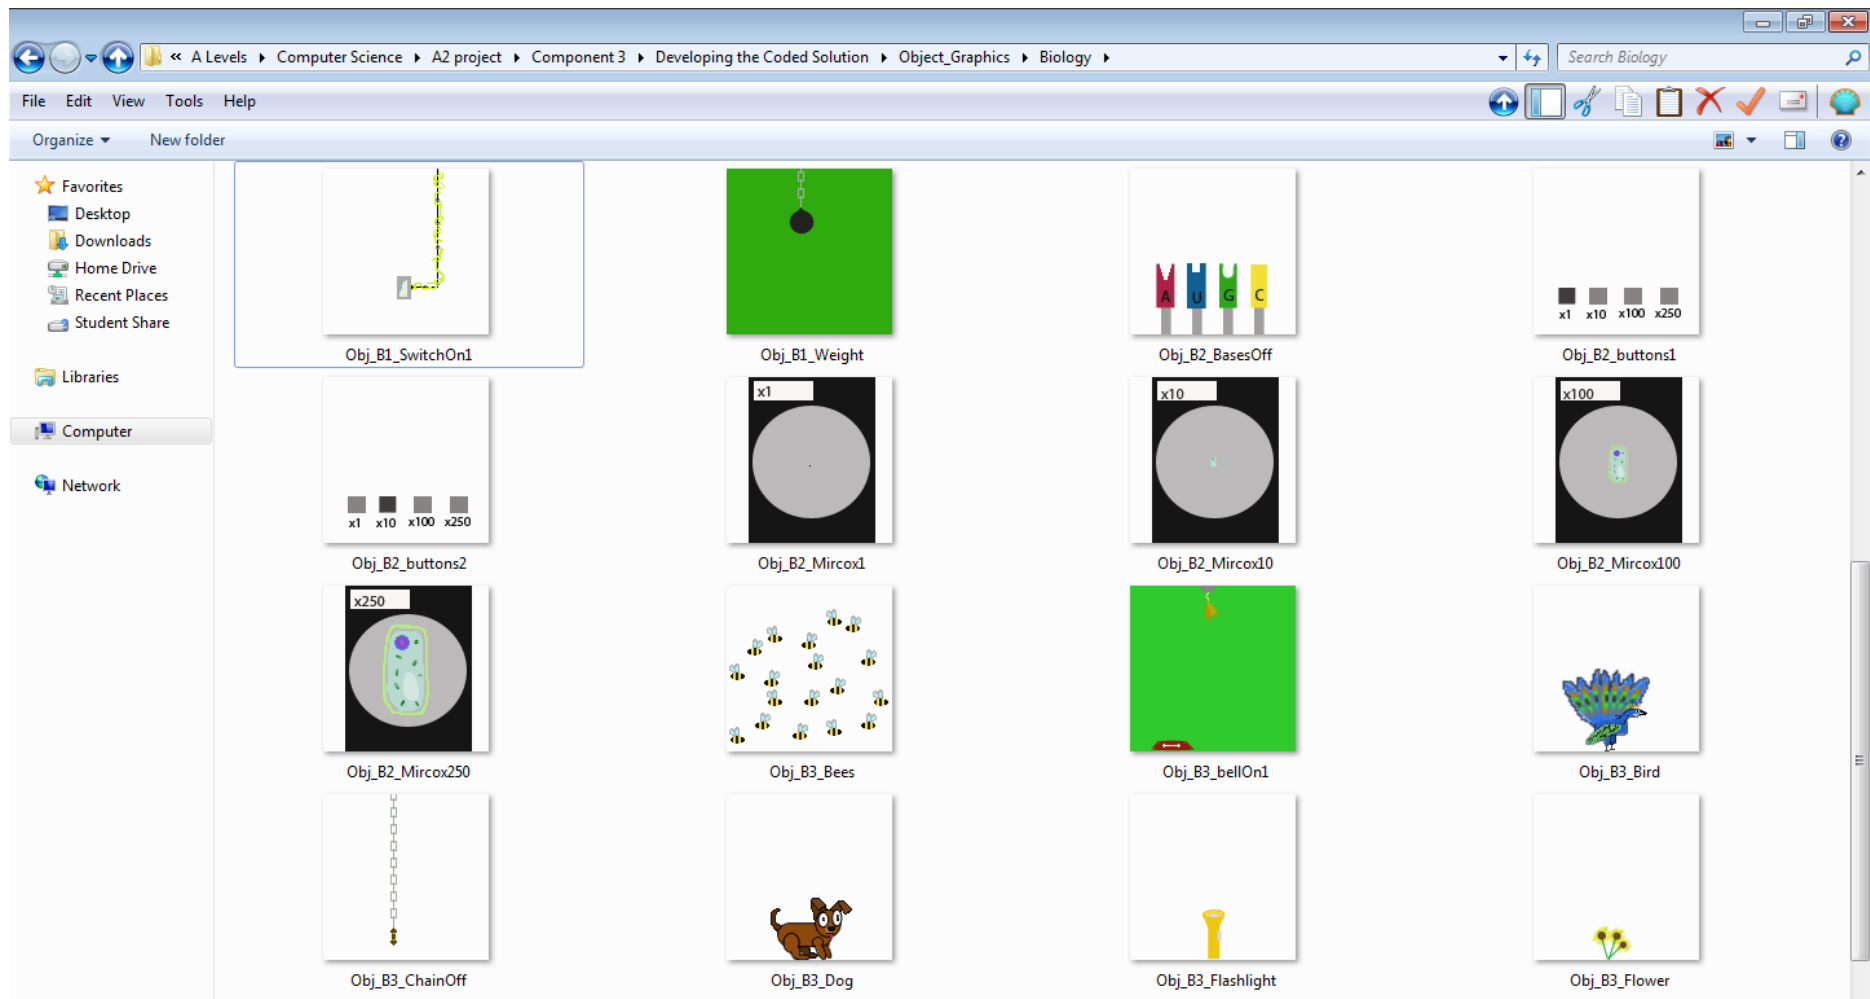 « A Levels ▸ Computer Science ▸ A2 project ▸ Component 3 ▸ Developing the Coded Solution ▸ Object_Graphics ▸ Biology ▸
Search Biology
File Edit View Tools Help
Organize New folder
Favorites
Desktop
Downloads
Home Drive
Recent Places
Student Share
Libraries
Computer
Network
Obj_B1_SwitchOn1
Obj_B1_Weight
A U G C
Obj_B2_BasesOff
x1 x10 x100 x250
Obj_B2_buttons1
x1 x10 x100 x250
Obj_B2_buttons2
x1
Obj_B2_Mircox1
x10
Obj_B2_Mircox10
x100
Obj_B2_Mircox100
x250
Obj_B2_Mircox250
Obj_B3_Bees
Obj_B3_bellOn1
Obj_B3_Bird
Obj_B3_ChainOff
Obj_B3_Dog
Obj_B3_Flashlight
Obj_B3_Flower